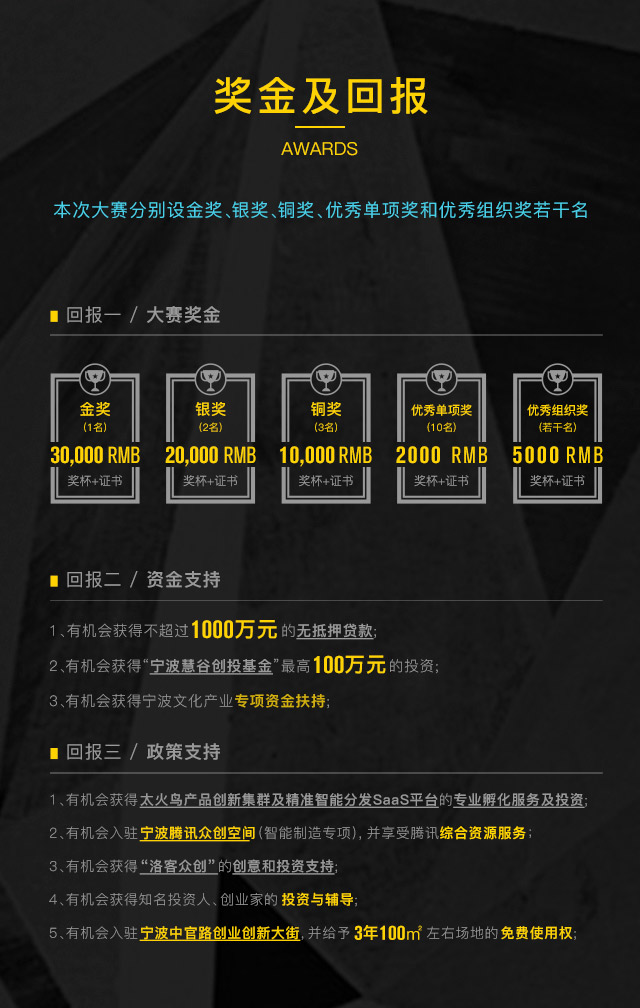 奖金及回报
AWARDS
本次大赛分别设金奖、银奖、铜奖、优秀单项奖和优秀组织奖若干名
回报一 / 大赛奖金
金奖 银奖 铜奖 优秀单项奖 优秀组织奖
(1名) (2名) (3名) (10名) (若干名)
30,000 RMB 20,000 RMB 10,000 RMB 2000 RMB 5000 RMB
奖杯+证书 奖杯+证书 奖杯+证书 奖杯+证书 奖杯+证书
回报二 / 资金支持
1、有机会获得不超过1000万元的无抵押贷款;
2、有机会获得“宁波慧谷创投基金”最高100万元的投资;
3、有机会获得宁波文化产业专项资金扶持;
回报三 / 政策支持
1、有机会获得太火鸟产品创新集群及精准智能分发SaaS平台的专业孵化服务及投资;
2、有机会入驻宁波腾讯众创空间(智能制造专项), 并享受腾讯综合资源服务;
3、有机会获得“洛客众创”的创意和投资支持;
4、有机会获得知名投资人、创业家的 投资与辅导;
5、有机会入驻宁波中官路创业创新大街, 并给予 3年100㎡ 左右场地的免费使用权;